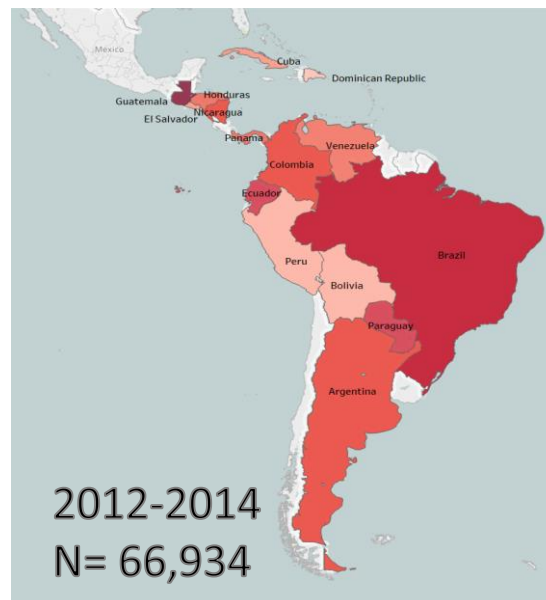 Mexico
Cuba
Dominican Republic
Honduras
Guatemala
Nicaragua
El Salvador
Panama
Venezuela
Colombia
Ecuador
Brazil
Peru
Bolivia
Paraguay
Argentina
2012-2014
N= 66,934